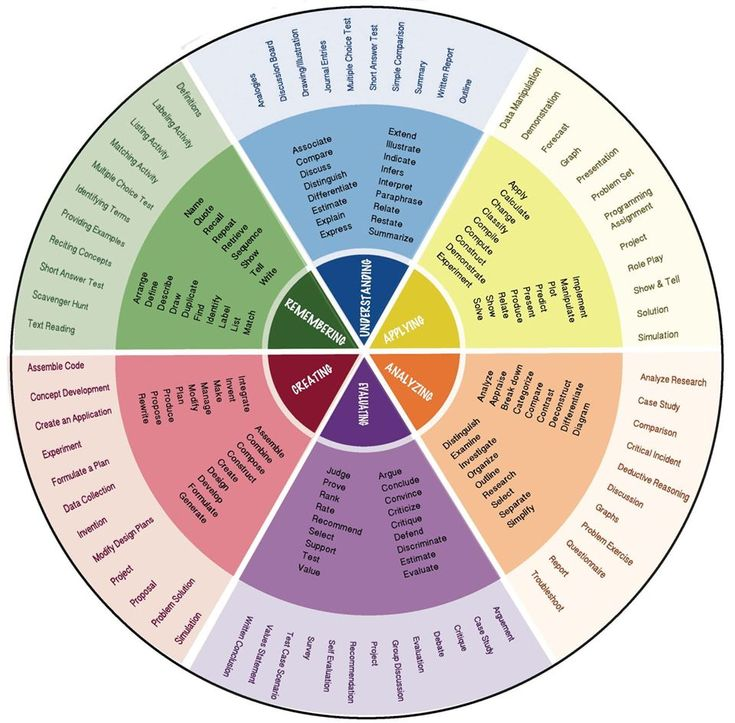 Analogies
Discussion Board
Drawing/Illustration
Journal Entries
Multiple Choice Test
Short Answer Test
Simple Comparison
Summary
Written Report
Outline
Associate
Compare
Discuss
Distinguish
Differentiate
Estimate
Explain
Express
Extend
Illustrate
Indicate
Infers
Interpret
Paraphrase
Relate
Restate
Summarize
UNDERSTANDING
Data Manipulation
Demonstration
Forecast
Graph
Presentation
Problem Set
Programming
Assignment
Project
Role Play
Show & Tell
Solution
Simulation
Apply
Calculate
Change
Classify
Compile
Compute
Construct
Demonstrate
Experiment
Implement
Manipulate
Plot
Predict
Present
Produce
Relate
Show
Solve
APPLYING
Analyze Research
Case Study
Comparison
Critical Incident
Deductive Reasoning
Discussion
Graphs
Problem Exercise
Questionnaire
Report
Troubleshoot
Analyze
Appraise
Break down
Categorize
Compare
Contrast
Deconstruct
Differentiate
Diagram
Distinguish
Examine
Investigate
Organize
Outline
Research
Select
Separate
Simplify
ANALYZING
Arguement
Case Study
Critique
Debate
Evaluation
Group Discussion
Project
Recommendation
Self Evaluation
Survey
Test Case Scenario
Values Statement
Written Conclusion
Judge
Prove
Rank
Rate
Recommend
Select
Support
Test
Value
Argue
Conclude
Convince
Criticize
Critique
Defend
Discriminate
Estimate
Evaluate
EVALUATING
Assemble Code
Concept Development
Create an Application
Experiment
Formulate a Plan
Data Collection
Invention
Modify Design Plans
Project
Proposal
Problem Solution
Simulation
Integrate
Invent
Make
Manage
Modify
Plan
Produce
Propose
Rewrite
Assemble
Combine
Compose
Construct
Create
Design
Develop
Formulate
Generate
CREATING
Definitions
Labeling Activity
Listing Activity
Matching Activity
Multiple Choice Test
Identifying Terms
Providing Examples
Reciting Concepts
Short Answer Test
Scavenger Hunt
Text Reading
Name
Quote
Recall
Repeat
Retrieve
Sequence
Show
Tell
Write
Arrange
Define
Describe
Draw
Duplicate
Find
Identify
Label
List
Match
REMEMBERING